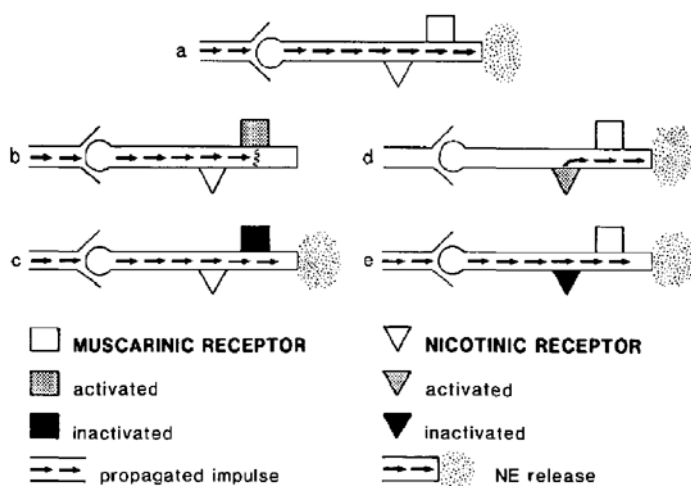 a
b
d
c
e
MUSCARINIC RECEPTOR
NICOTINIC RECEPTOR
activated
activated
inactivated
inactivated
propagated impulse
NE release